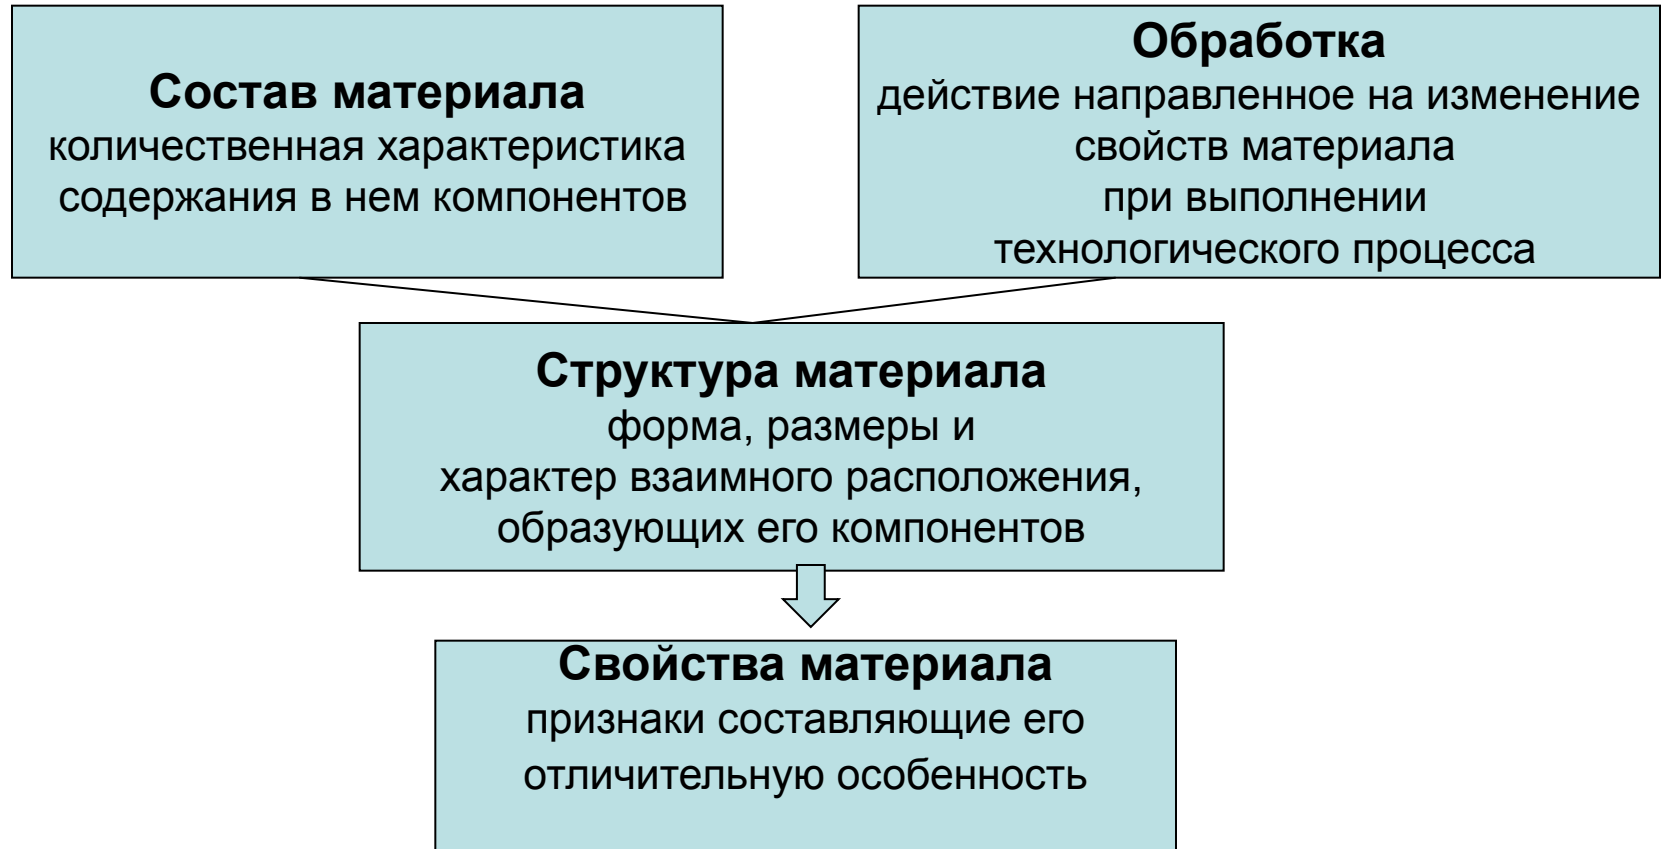 Состав материала
количественная характеристика
содержания в нем компонентов
Обработка
действие направленное на изменение
свойств материала
при выполнении
технологического процесса
Структура материала
форма, размеры и
характер взаимного расположения,
образующих его компонентов
Свойства материала
признаки составляющие его
отличительную особенность